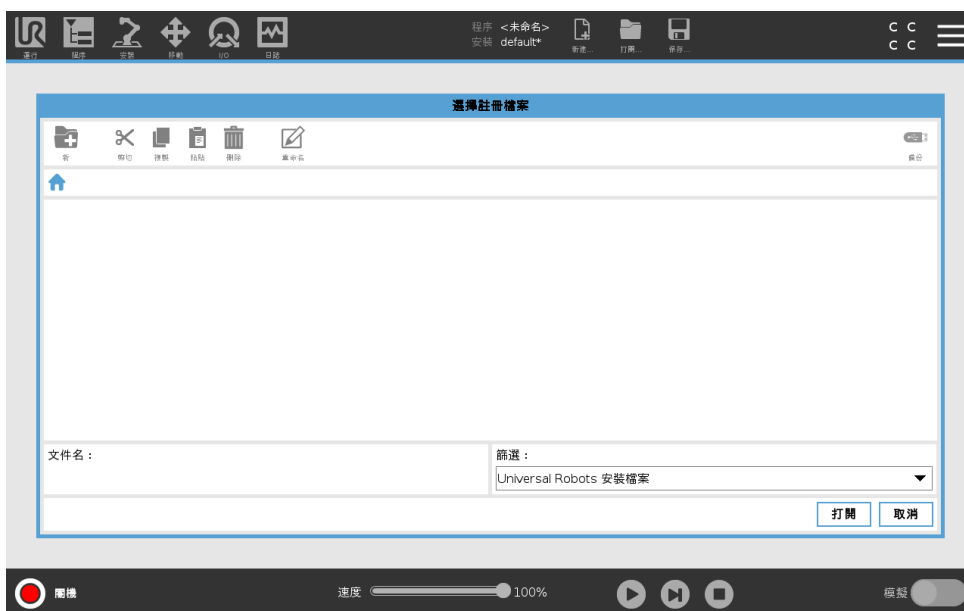 運行 程序 安裝 移動 I/O 日誌
程序 <未命名>
安裝 default*
新建... 打開... 保存...
C C
C C
選擇註冊檔案
新 剪切 複製 粘貼 刪除 重命名 備份
文件名：
篩選：
Universal Robots 安裝檔案
打開 取消
關機 速度 100% 模擬